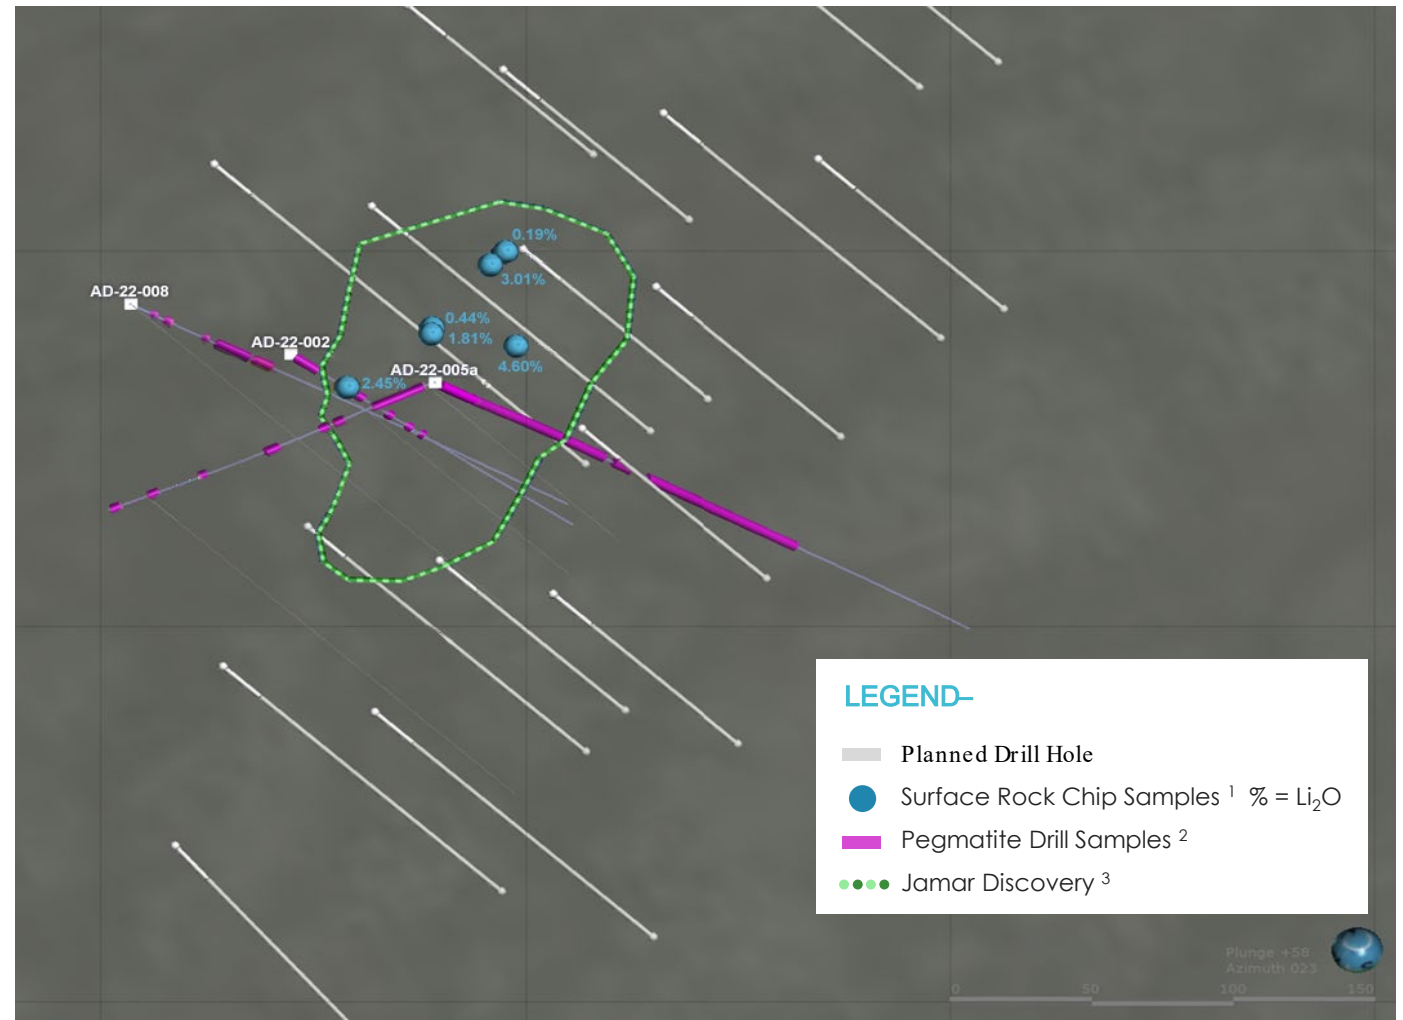 0.19%
3.01%
AD-22-008
0.44%
1.81%
AD-22-002
4.60%
AD-22-005a
2.45%
LEGEND–
Planned Drill Hole
Surface Rock Chip Samples ¹ % = Li₂O
Pegmatite Drill Samples ²
Jamar Discovery ³
Plunge +58
Azimuth 023
0 50 100 150